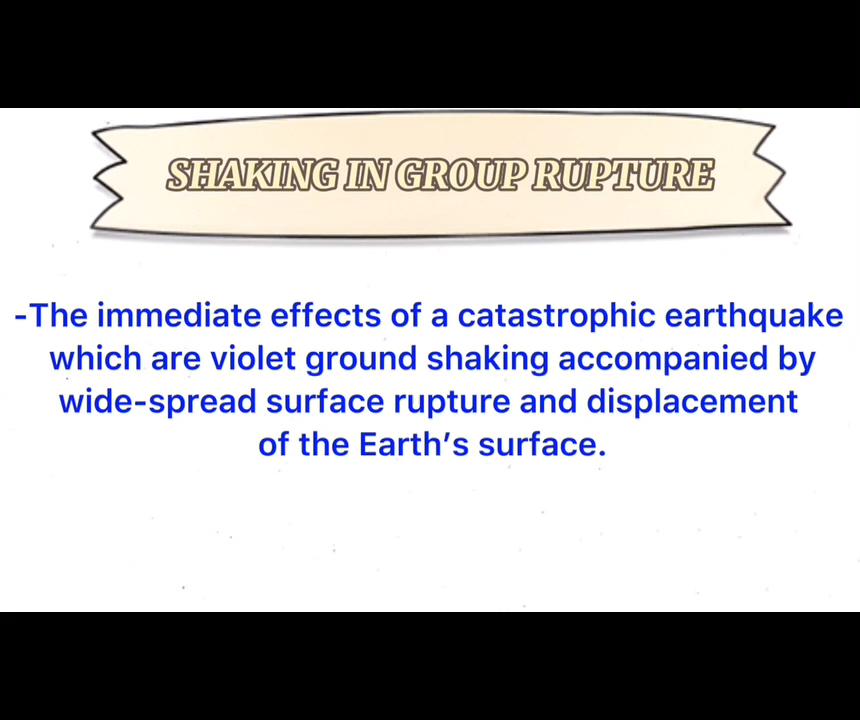 SHAKING IN GROUP RUPTURE
-The immediate effects of a catastrophic earthquake
which are violet ground shaking accompanied by
wide-spread surface rupture and displacement
of the Earth’s surface.